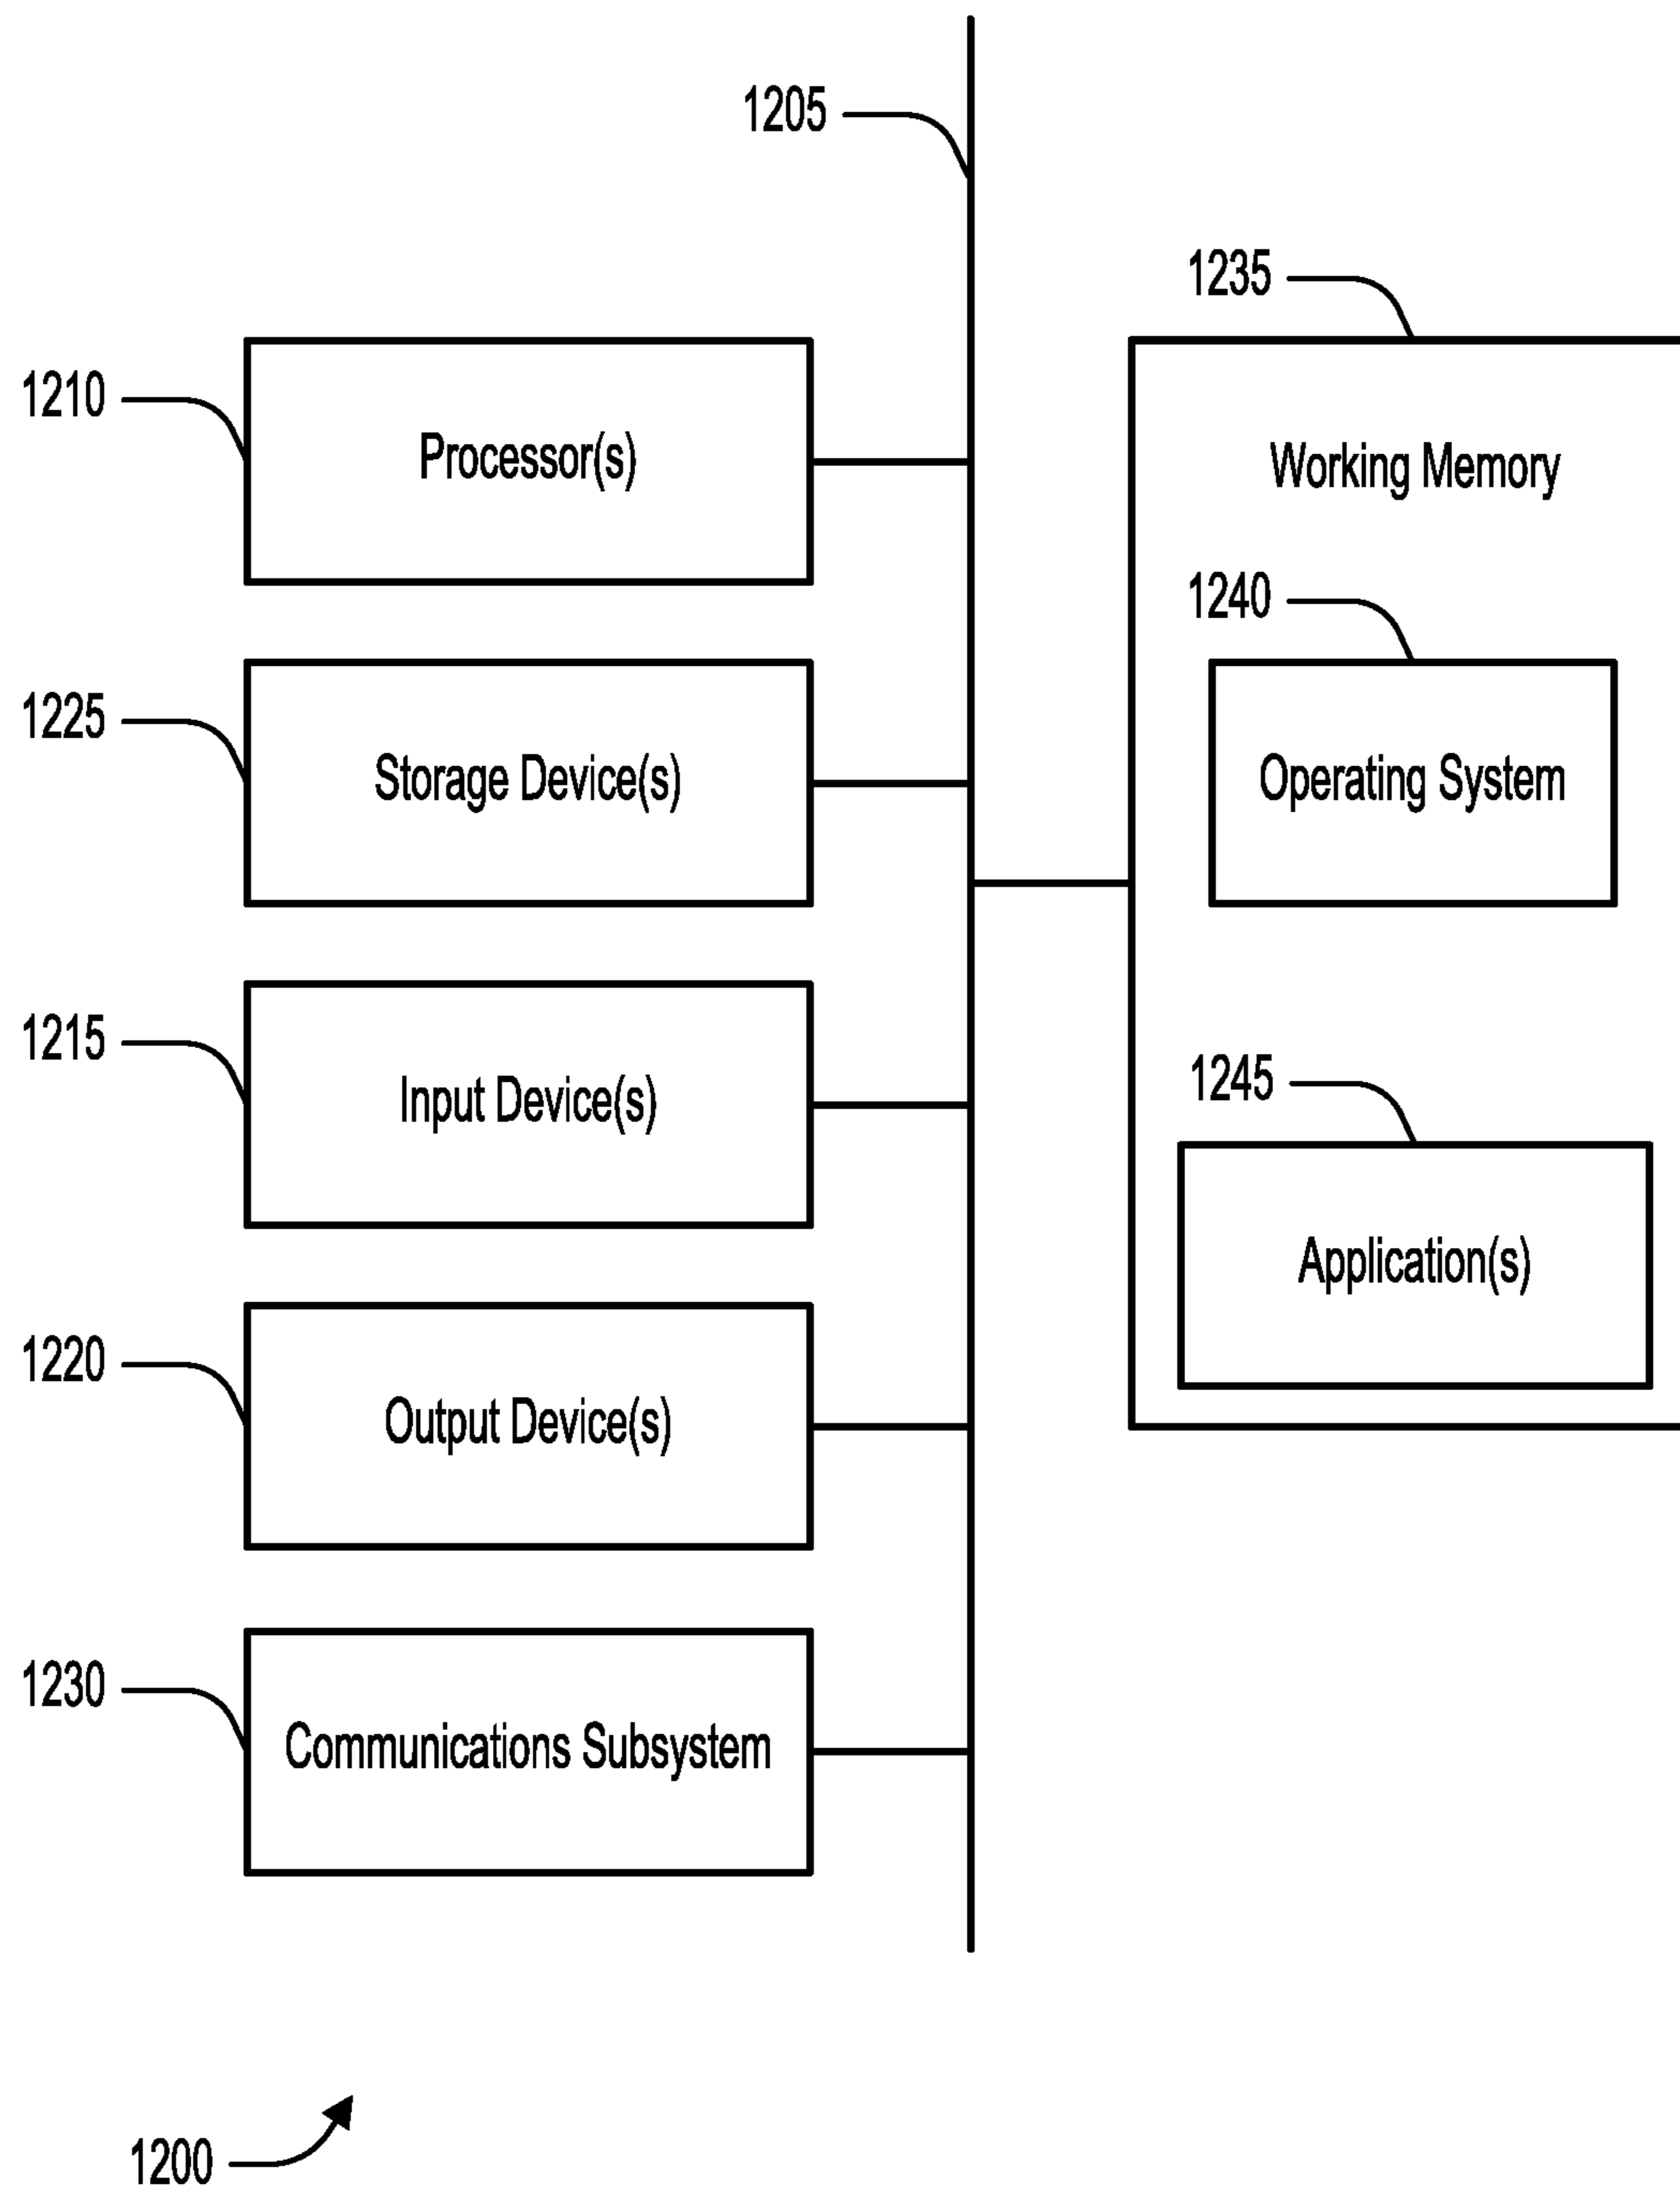 1205
1235
1210
Processor(s)
Working Memory
1240
1225
Storage Device(s)
Operating System
1215
Input Device(s)
1245
Application(s)
1220
Output Device(s)
1230
Communications Subsystem
1200